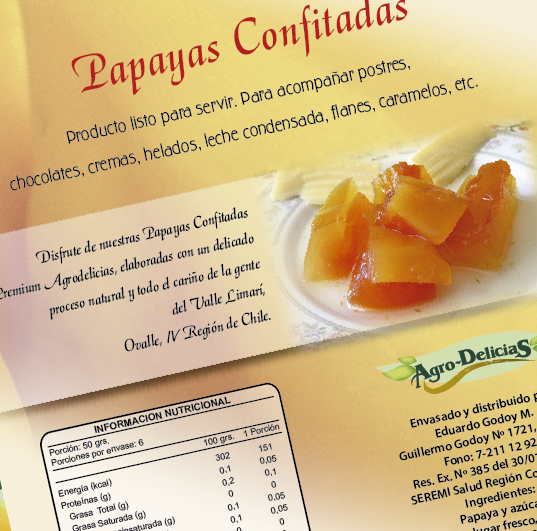 Papayas Confitadas
Producto listo para servir. Para acompañar postres,
chocolates, cremas, helados, leche condensada, flanes, caramelos, etc.
Disfrute de nuestras Papayas Confitadas
Premium Agrodelicias, elaboradas con un delicado
proceso natural y todo el cariño de la gente
del Valle Limarí,
Ovalle, IV Región de Chile.
Agro-DeliciaS
INFORMACION NUTRICIONAL
Porción: 50 grs.
Porciones por envase: 6
100 grs. 1 Porción
Energía (kcal) 302 151
Proteínas (g) 0,1 0,05
Grasa Total (g) 0,2 0,1
Grasa Saturada (g) 0,1 0,05
0,1 0,05
Envasado y distribuido
Eduardo Godoy M.
Guillermo Godoy Nº 1721,
Fono: 7-211 12 92
Res. Ex. Nº 385 del
SEREMI Salud Región
Ingredientes:
Papaya y